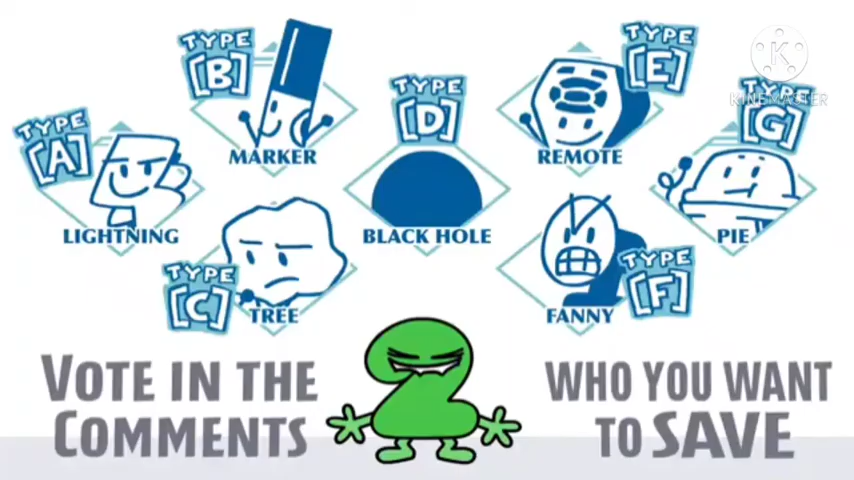 TYPE
[A]
LIGHTNING
TYPE
[B]
MARKER
TYPE
[C]
TREE
TYPE
[D]
BLACK HOLE
TYPE
[E]
REMOTE
TYPE
[F]
FANNY
TYPE
[G]
PIE
K
KINEMASTER
VOTE IN THE
COMMENTS
WHO YOU WANT
TO SAVE